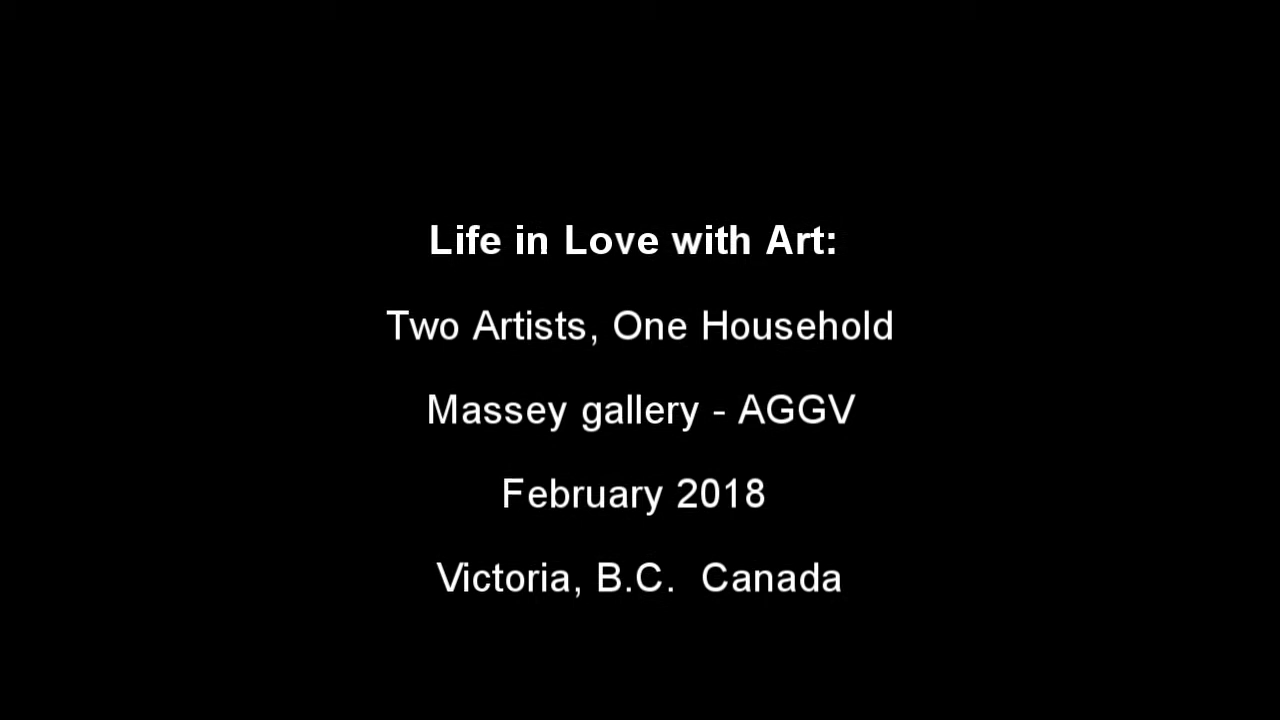 Life in Love with Art:
Two Artists, One Household
Massey gallery - AGGV
February 2018
Victoria, B.C.  Canada